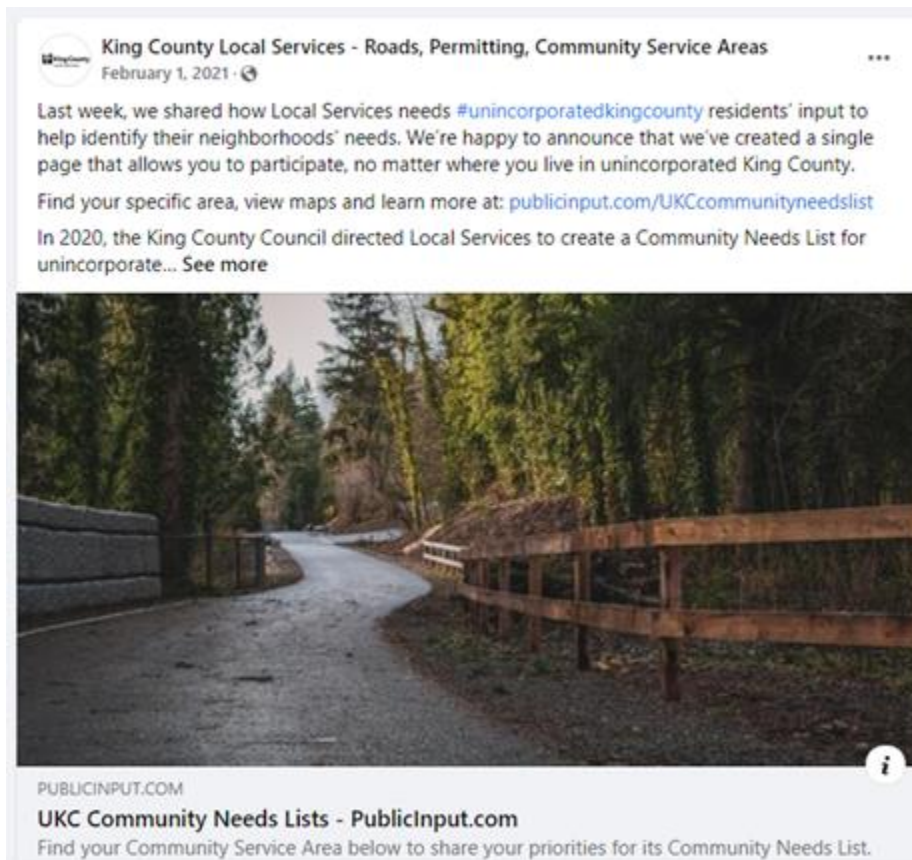 King County Local Services - Roads, Permitting, Community Service Areas
February 1, 2021 ·
Last week, we shared how Local Services needs #unincorporatedkingcounty residents' input to
help identify their neighborhoods' needs. We're happy to announce that we've created a single
page that allows you to participate, no matter where you live in unincorporated King County.
Find your specific area, view maps and learn more at: publicinput.com/UKCcommunityneedslist
In 2020, the King County Council directed Local Services to create a Community Needs List for
unincorporate... See more
i
PUBLICINPUT.COM
UKC Community Needs Lists - PublicInput.com
Find your Community Service Area below to share your priorities for its Community Needs List.